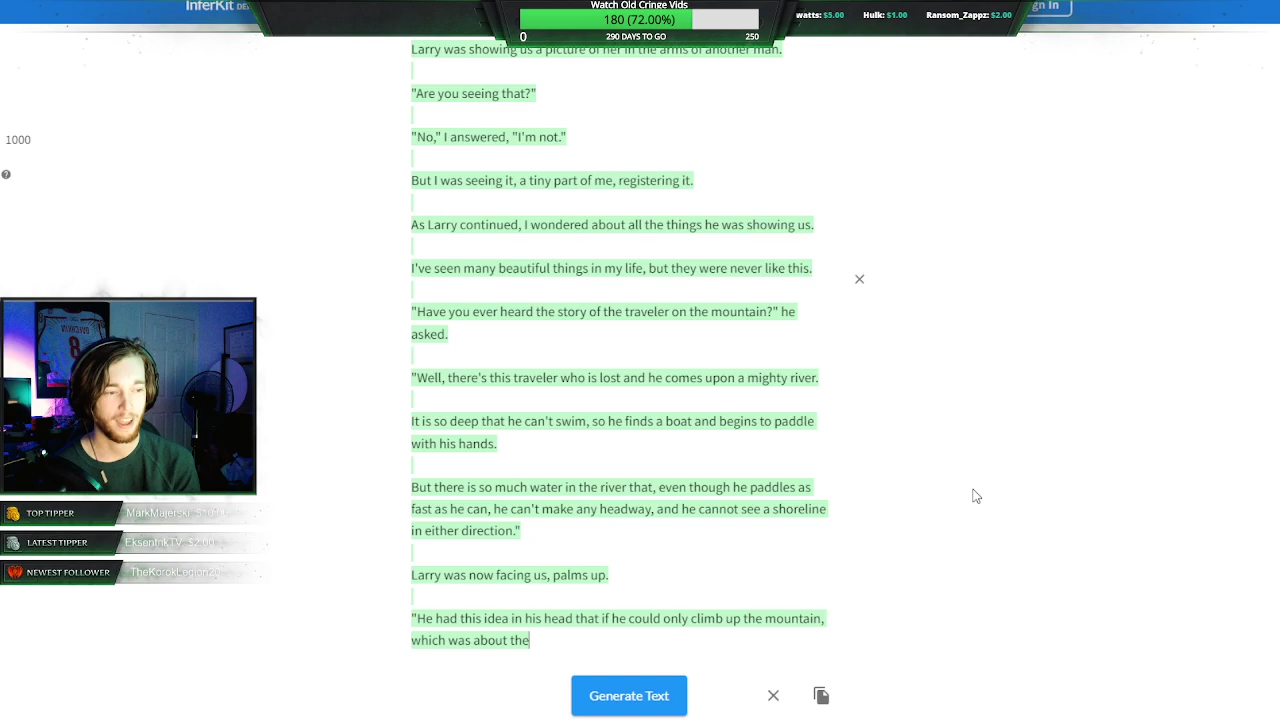 InferKit
Watch Old Cringe Vids
180 (72.00%)
0
290 DAYS TO GO
250
watts: $5.00
Hulk: $1.00
Ransom_Zappz: $2.00
gn In
Larry was showing us a picture of her in the arms of another man.
"Are you seeing that?"
"No," I answered, "I'm not."
1000
But I was seeing it, a tiny part of me, registering it.
As Larry continued, I wondered about all the things he was showing us.
I've seen many beautiful things in my life, but they were never like this.
"Have you ever heard the story of the traveler on the mountain?" he
asked.
"Well, there's this traveler who is lost and he comes upon a mighty river.
It is so deep that he can't swim, so he finds a boat and begins to paddle
with his hands.
But there is so much water in the river that, even though he paddles as
fast as he can, he can't make any headway, and he cannot see a shoreline
in either direction."
TOP TIPPER
LATEST TIPPER
EksentrikTV: $2.00
NEWEST FOLLOWER
Larry was now facing us, palms up.
"He had this idea in his head that if he could only climb up the mountain,
which was about the
Generate Text